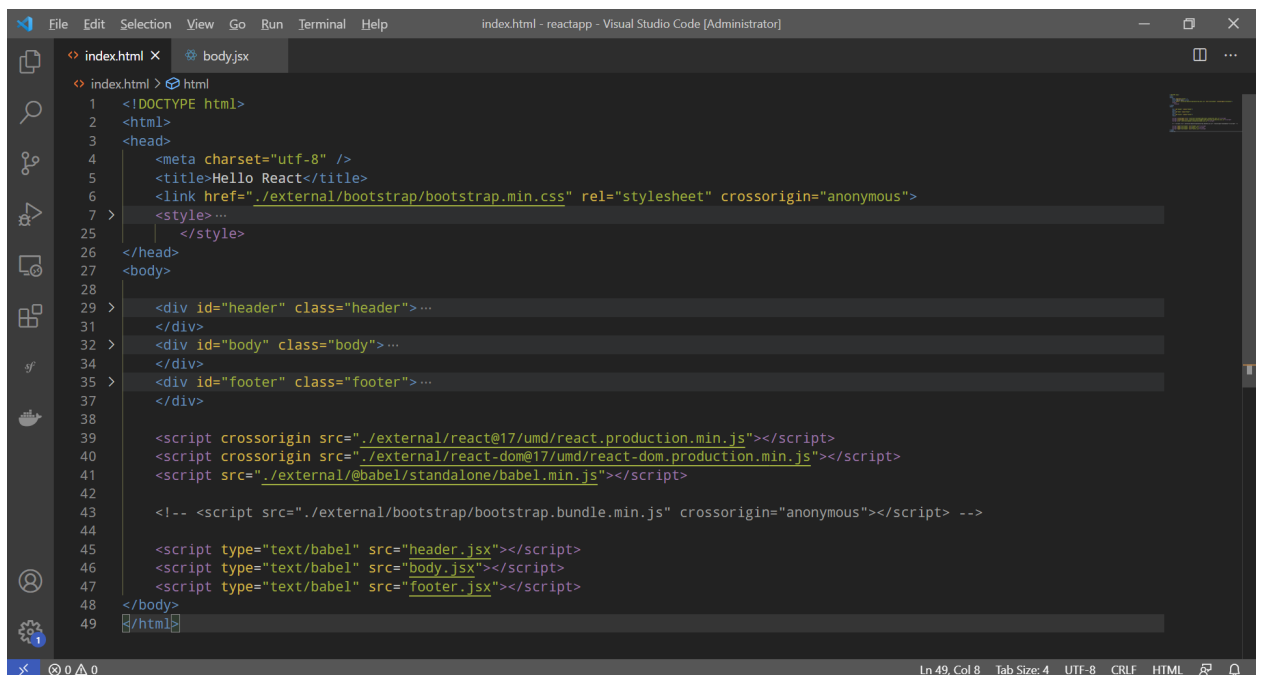 File Edit Selection View Go Run Terminal Help index.html - reactapp - Visual Studio Code [Administrator]
index.html body.jsx
index.html > html
1 <!DOCTYPE html>
2 <html>
3 <head>
4 <meta charset="utf-8" />
5 <title>Hello React</title>
6 <link href="./external/bootstrap/bootstrap.min.css" rel="stylesheet" crossorigin="anonymous">
7 <style>···
25 </style>
26 </head>
27 <body>
28
29 <div id="header" class="header">···
31 </div>
32 <div id="body" class="body">···
34 </div>
35 <div id="footer" class="footer">···
37 </div>
38
39 <script crossorigin src="./external/react@17/umd/react.production.min.js"></script>
40 <script crossorigin src="./external/react-dom@17/umd/react-dom.production.min.js"></script>
41 <script src="./external/@babel/standalone/babel.min.js"></script>
42
43 <!-- <script src="./external/bootstrap/bootstrap.bundle.min.js" crossorigin="anonymous"></script> -->
44
45 <script type="text/babel" src="header.jsx"></script>
46 <script type="text/babel" src="body.jsx"></script>
47 <script type="text/babel" src="footer.jsx"></script>
48 </body>
49 </html>
sf
1
0 0 Ln 49, Col 8 Tab Size: 4 UTF-8 CRLF HTML